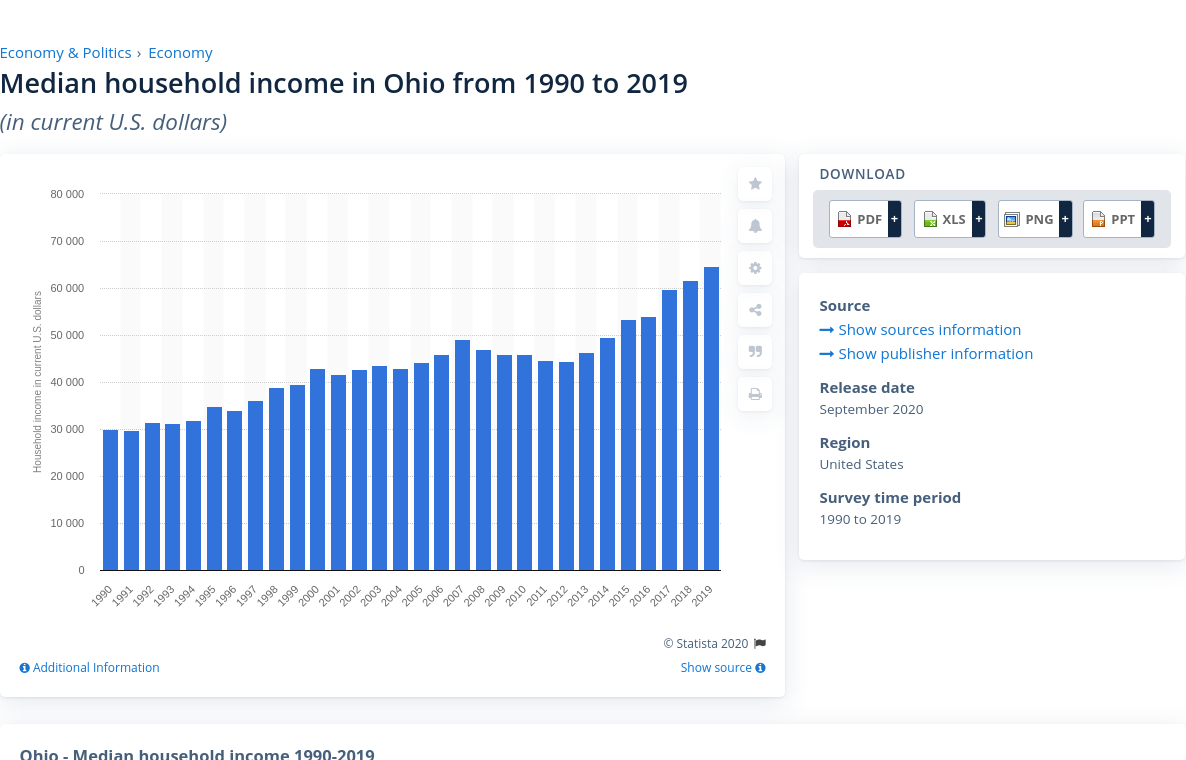 Economy & Politics › Economy
Median household income in Ohio from 1990 to 2019
(in current U.S. dollars)
Household income in current U.S. dollars
80 000
70 000
60 000
50 000
40 000
30 000
20 000
10 000
0
1990 1991 1992 1993 1994 1995 1996 1997 1998 1999 2000 2001 2002 2003 2004 2005 2006 2007 2008 2009 2010 2011 2012 2013 2014 2015 2016 2017 2018 2019
© Statista 2020
Additional Information
Show source
DOWNLOAD
PDF + XLS + PNG + PPT +
Source
Show sources information
Show publisher information
Release date
September 2020
Region
United States
Survey time period
1990 to 2019
Ohio - Median household income 1990-2019